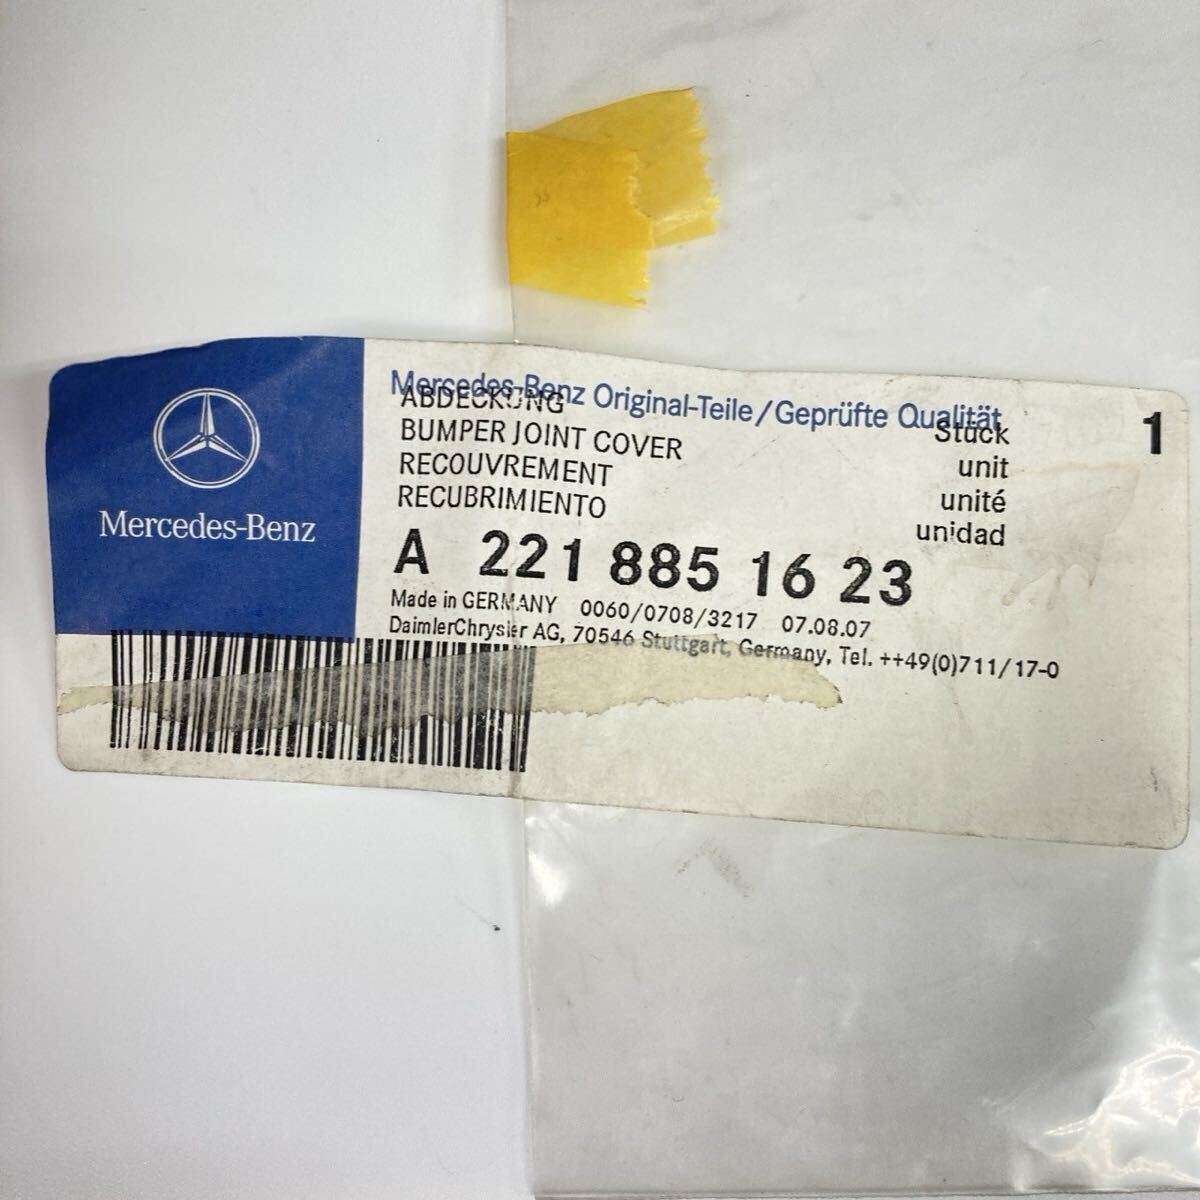 Mercedes-Benz
Mercedes-Benz Original-Teile/Geprüfte Qualität
ABDECKUNG
BUMPER JOINT COVER
RECOUVREMENT
RECUBRIMIENTO
Stück
unit
unité
unidad
1
A 221 885 16 23
Made in GERMANY 0060/0708/3217 07.08.07
DaimlerChrysler AG, 70546 Stuttgart, Germany, Tel. ++49(0)711/17-0